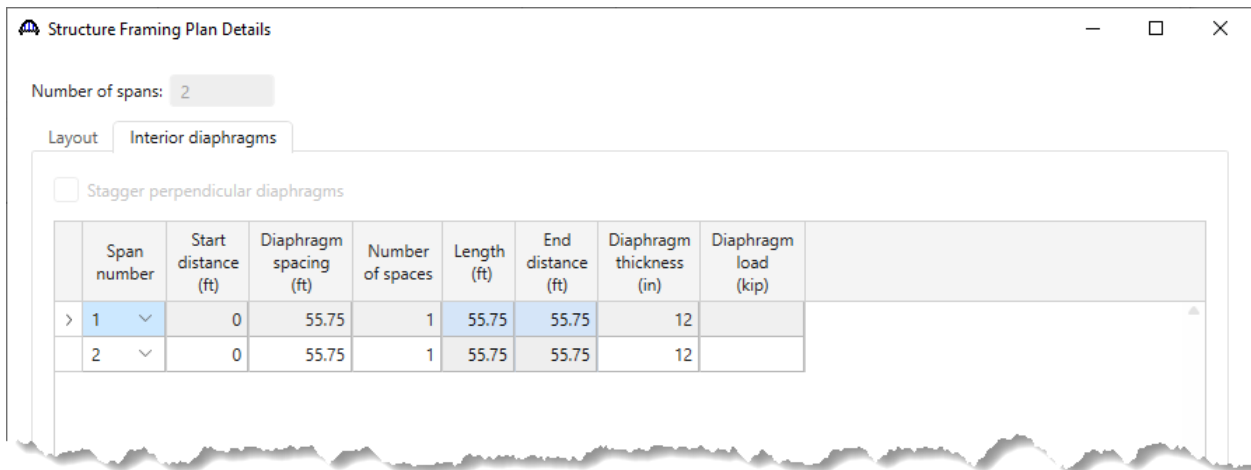 Structure Framing Plan Details
Number of spans: 2
Layout Interior diaphragms
Stagger perpendicular diaphragms
Span number Start distance (ft) Diaphragm spacing (ft) Number of spaces Length (ft) End distance (ft) Diaphragm thickness (in) Diaphragm load (kip)
1 0 55.75 1 55.75 55.75 12
2 0 55.75 1 55.75 55.75 12